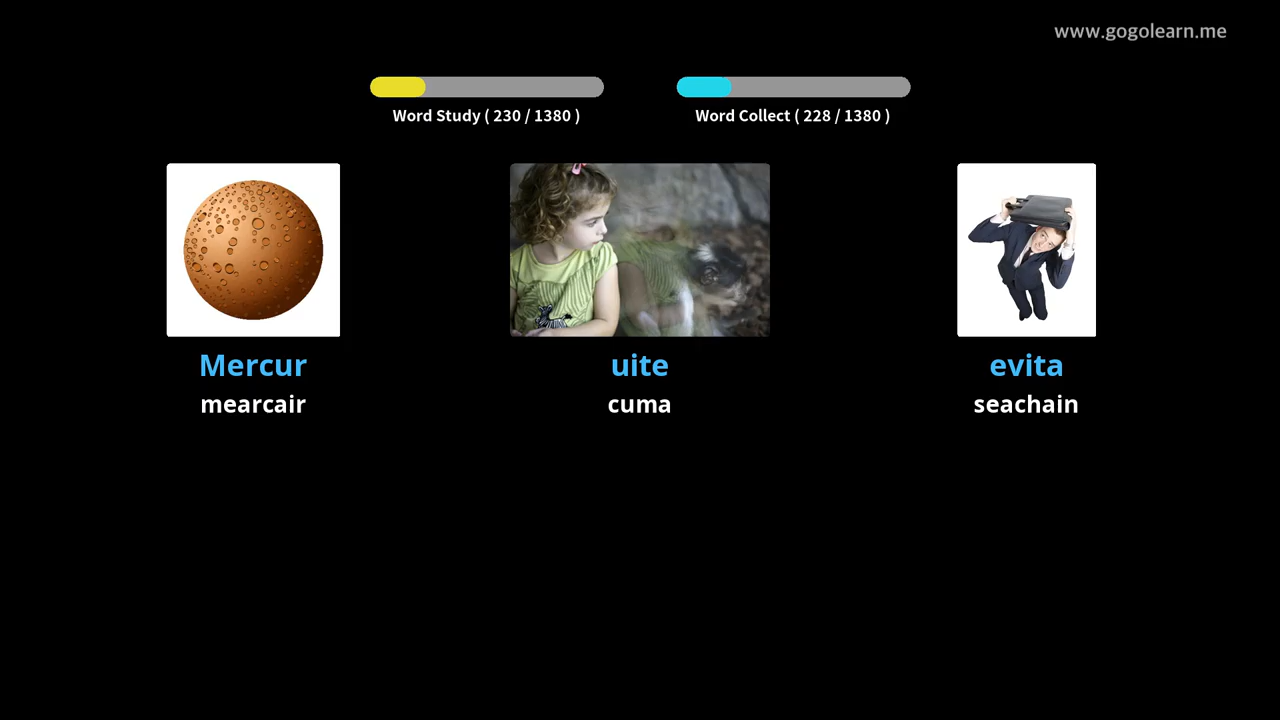 www.gogolearn.me
Word Study ( 230 / 1380 )
Word Collect ( 228 / 1380 )
Mercur
mearcair
uite
cuma
evita
seachain